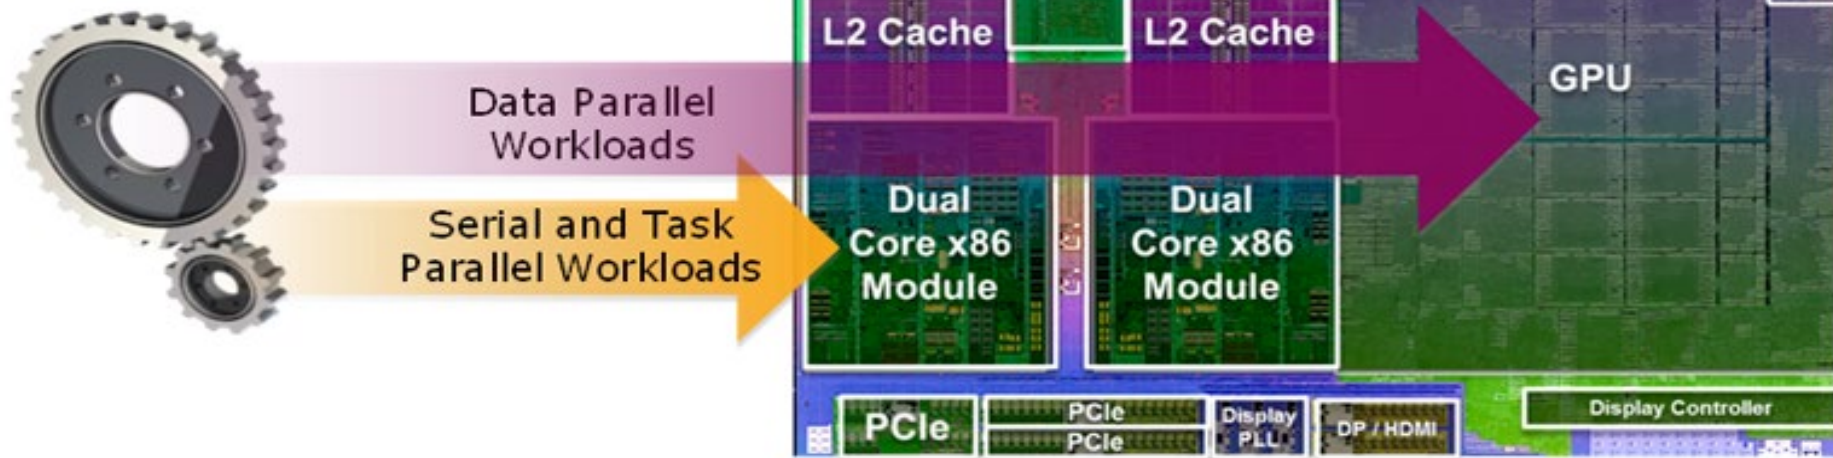 L2 Cache
L2 Cache
GPU
Data Parallel
Workloads
Serial and Task
Parallel Workloads
Dual
Core x86
Module
Dual
Core x86
Module
PCIe
PCIe
PCIe
Display
PLL
DP / HDMI
Display Controller